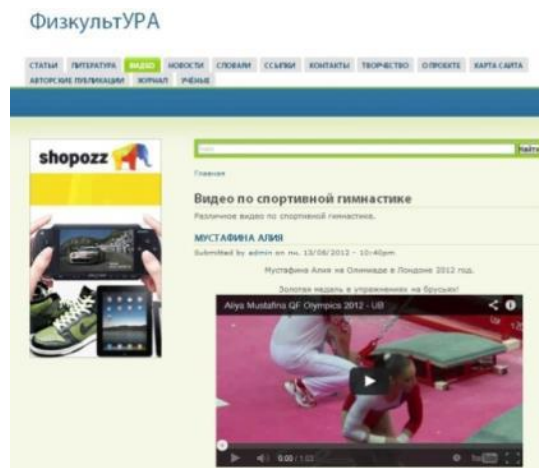 ФизкультУРА
СТАТЬИ ЛИТЕРАТУРА ВИДЕО НОВОСТИ СЛОВАРИ ССЫЛКИ КОНТАКТЫ ТВОРЧЕСТВО О ПРОЕКТЕ КАРТА САЙТА
АВТОРСКИЕ ПУБЛИКАЦИИ ЖУРНАЛ УЧЁНЫЕ
Найти
shopozz
Главная
Видео по спортивной гимнастике
Различное видео по спортивной гимнастике.
МУСТАФИНА АЛИЯ
Submitted by admin on пн, 13/08/2012 - 10:40pm
Мустафина Алия на Олимпиаде в Лондоне 2012 год.
Золотая медаль в упражнениях на брусьях!
Aliya Mustafina QF Olympics 2012 - UB
0:00 / 1:03
YouTube